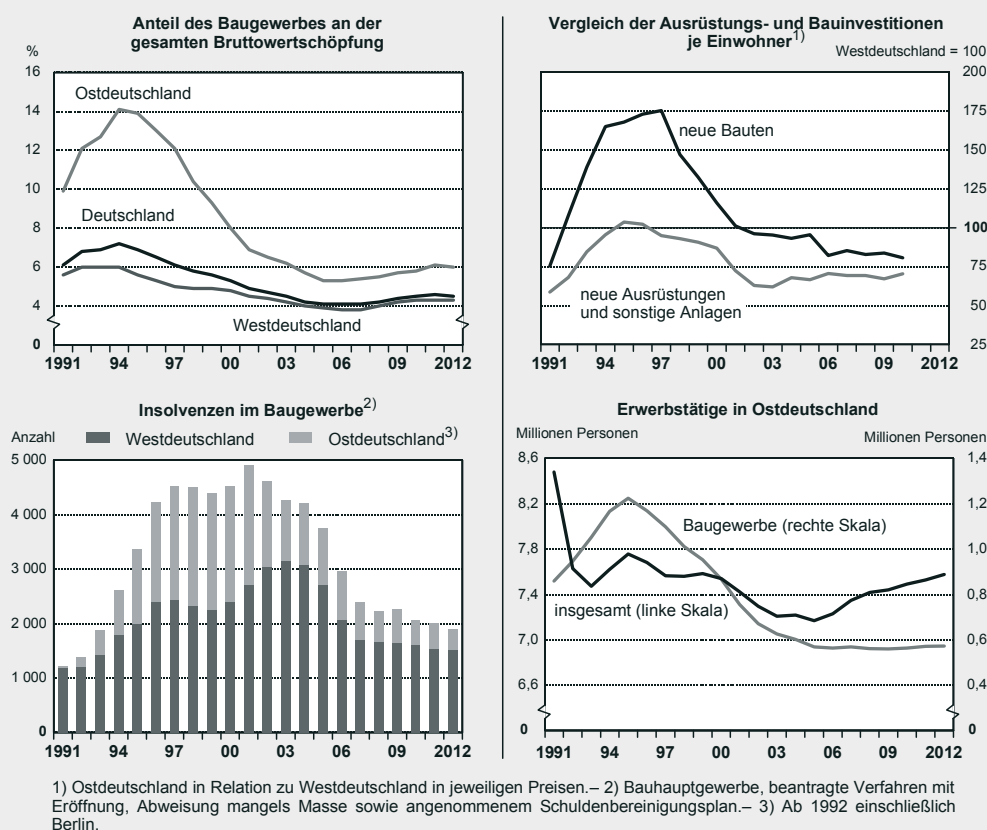 Anteil des Baugewerbes an der
gesamten Bruttowertschöpfung
%
16
14
12
10
8
6
4
0
Ostdeutschland
Deutschland
Westdeutschland
1991 94 97 00 03 06 09 2012
Vergleich der Ausrüstungs- und Bauinvestitionen
je Einwohner1)
Westdeutschland = 100
200
175
150
125
100
75
50
25
neue Bauten
neue Ausrüstungen
und sonstige Anlagen
1991 94 97 00 03 06 09 2012
Insolvenzen im Baugewerbe2)
Anzahl
Westdeutschland Ostdeutschland3)
5 000
4 000
3 000
2 000
1 000
0
1991 94 97 00 03 06 09 2012
Erwerbstätige in Ostdeutschland
Millionen Personen Millionen Personen
8,6 1,4
8,2 1,2
7,8 1,0
7,4 0,8
7,0 0,6
6,6 0,4
0 0
Baugewerbe (rechte Skala)
insgesamt (linke Skala)
1991 94 97 00 03 06 09 2012
1) Ostdeutschland in Relation zu Westdeutschland in jeweiligen Preisen.– 2) Bauhauptgewerbe, beantragte Verfahren mit
Eröffnung, Abweisung mangels Masse sowie angenommenem Schuldenbereinigungsplan.– 3) Ab 1992 einschließlich
Berlin.